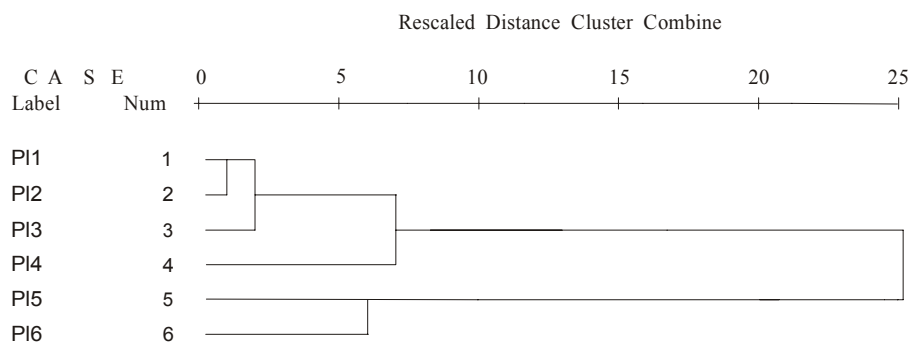 Rescaled Distance Cluster Combine
C A S E 0 5 10 15 20 25
Label Num
Pl1 1
Pl2 2
Pl3 3
Pl4 4
Pl5 5
Pl6 6